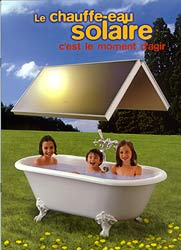 Le chauffe-eau
solaire
c'est le moment d'agir